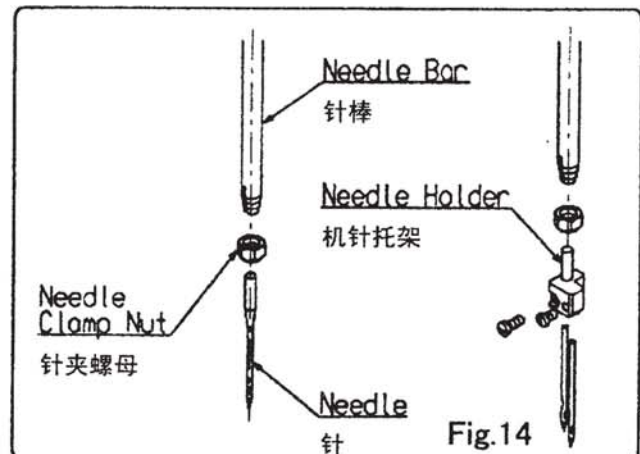 Needle Bar
针棒
Needle Holder
机针托架
Needle
Clamp Nut
针夹螺母
Needle
针
Fig.14